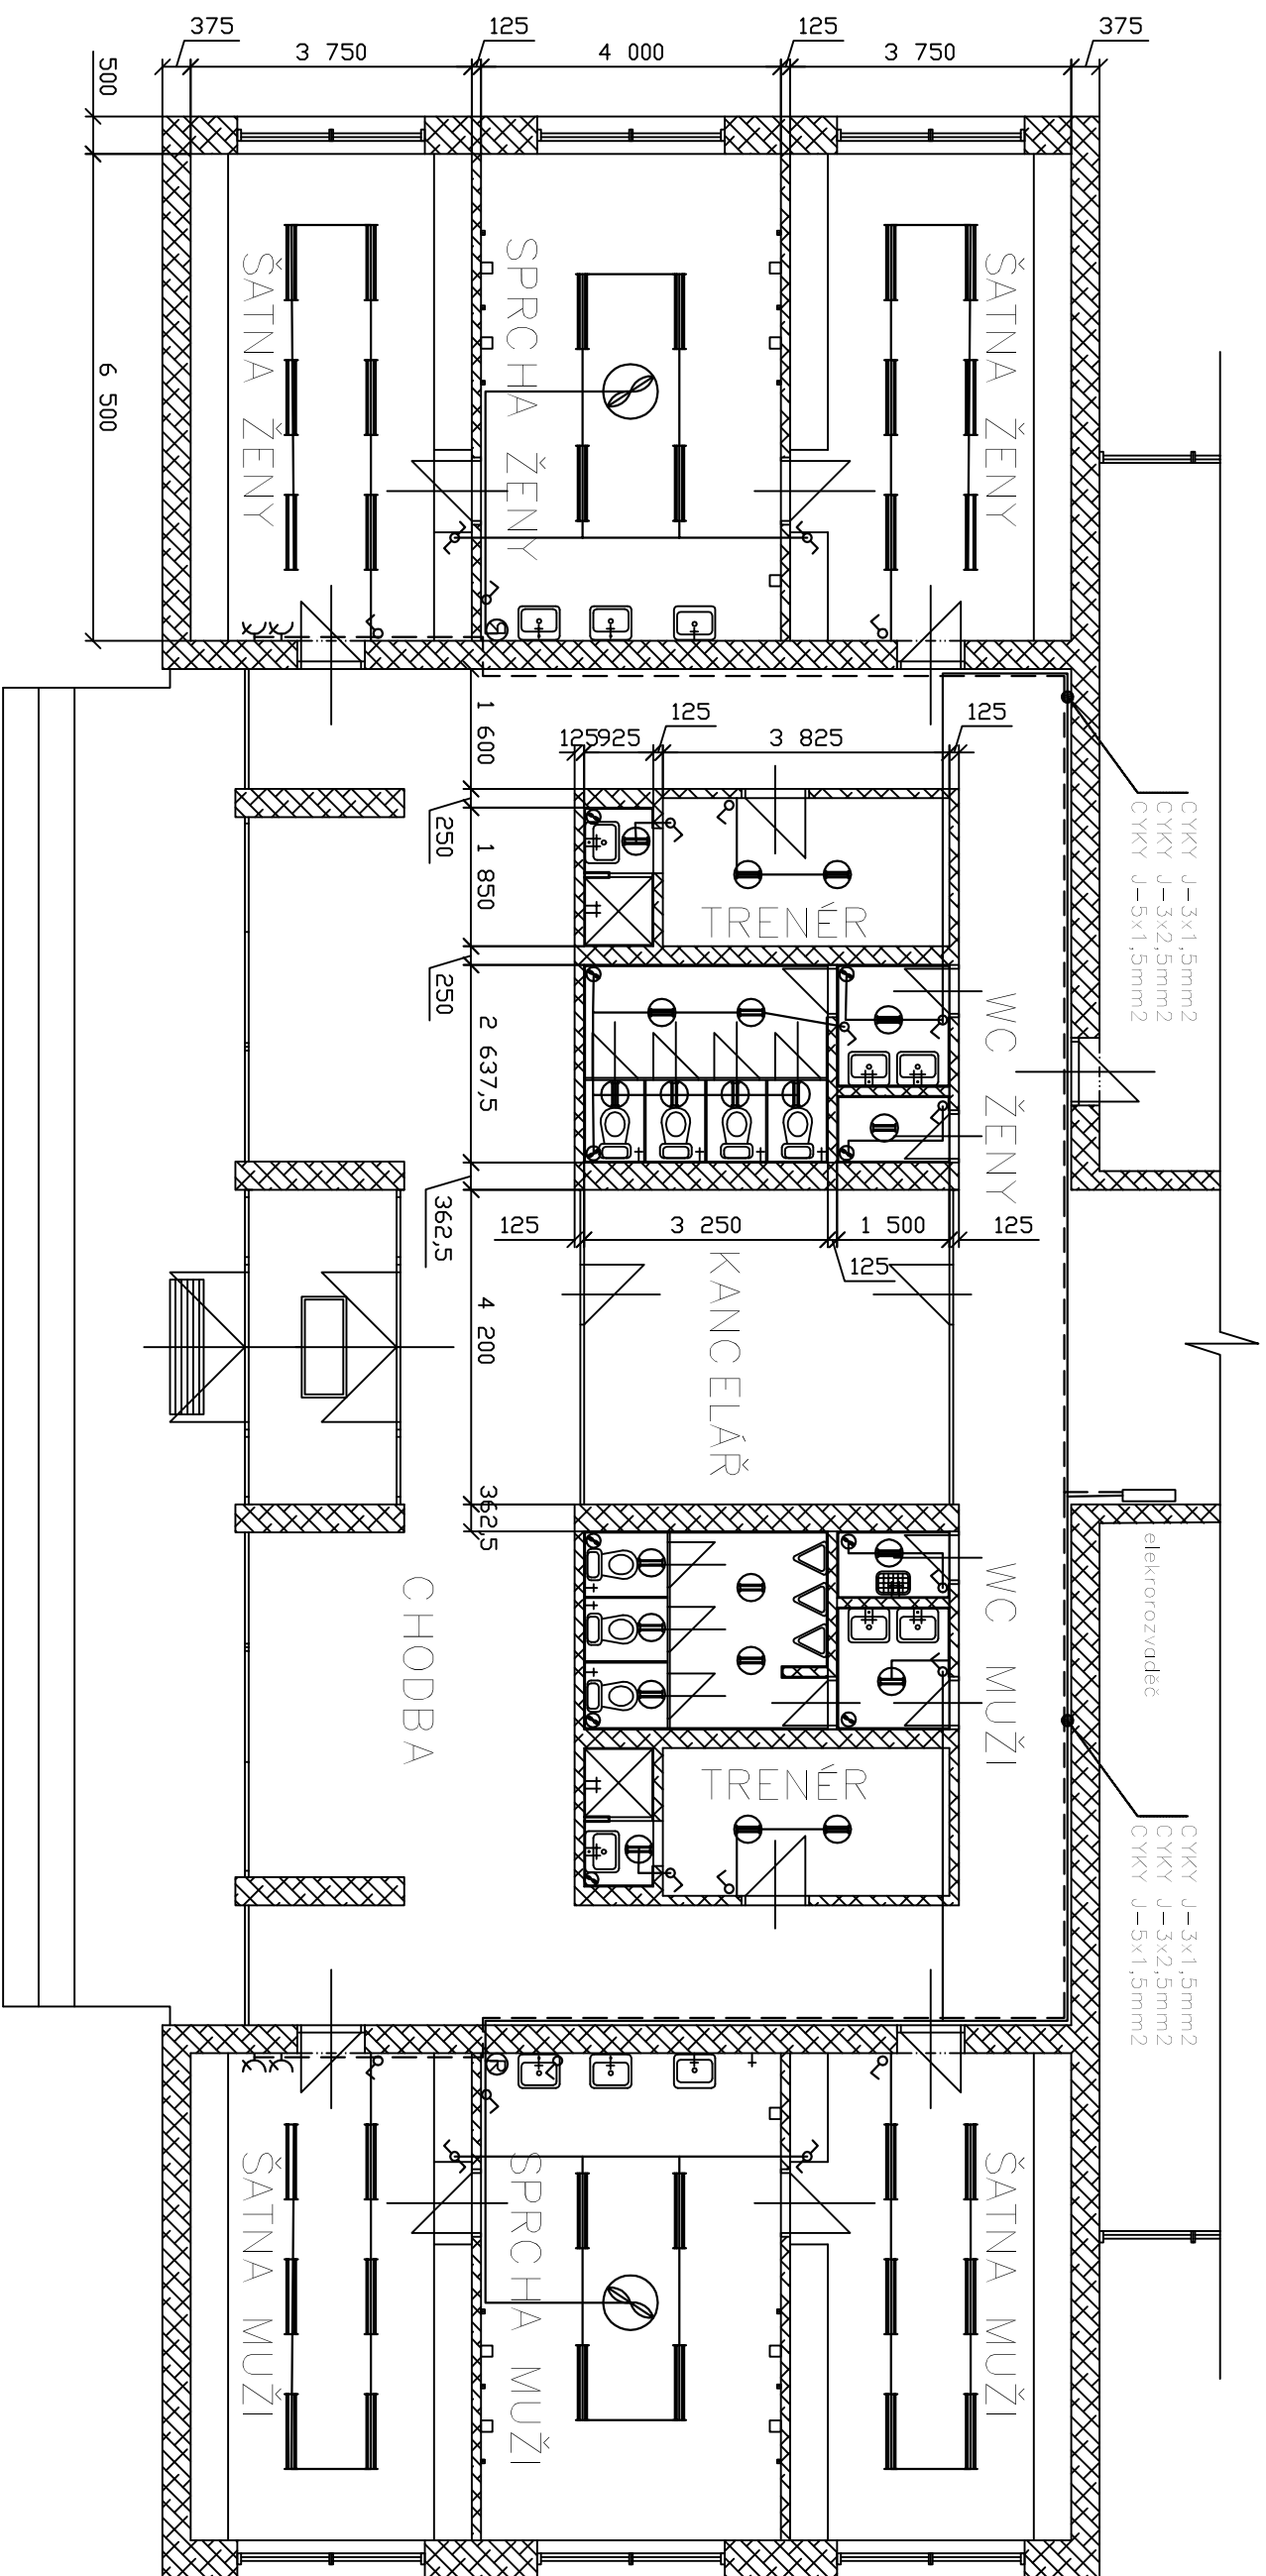 375
3 750
125
4 000
125
3 750
375
500
6 500
ŠATNA ŽENY
SPRCHA ŽENY
ŠATNA ŽENY
1 600
125
925
125
3 825
125
250
1 850
250
2 637,5
362,5
4 200
362,5
TRENÉR
WC ŽENY
CYKY J-3x1,5mm2
CYKY J-3x2,5mm2
CYKY J-5x1,5mm2
125
3 250
125
1 500
125
KANCELÁŘ
elekrorozvaděč
CHODBA
WC MUŽI
TRENÉR
CYKY J-3x1,5mm2
CYKY J-3x2,5mm2
CYKY J-5x1,5mm2
R
ŠATNA MUŽI
SPRCHA MUŽI
ŠATNA MUŽI